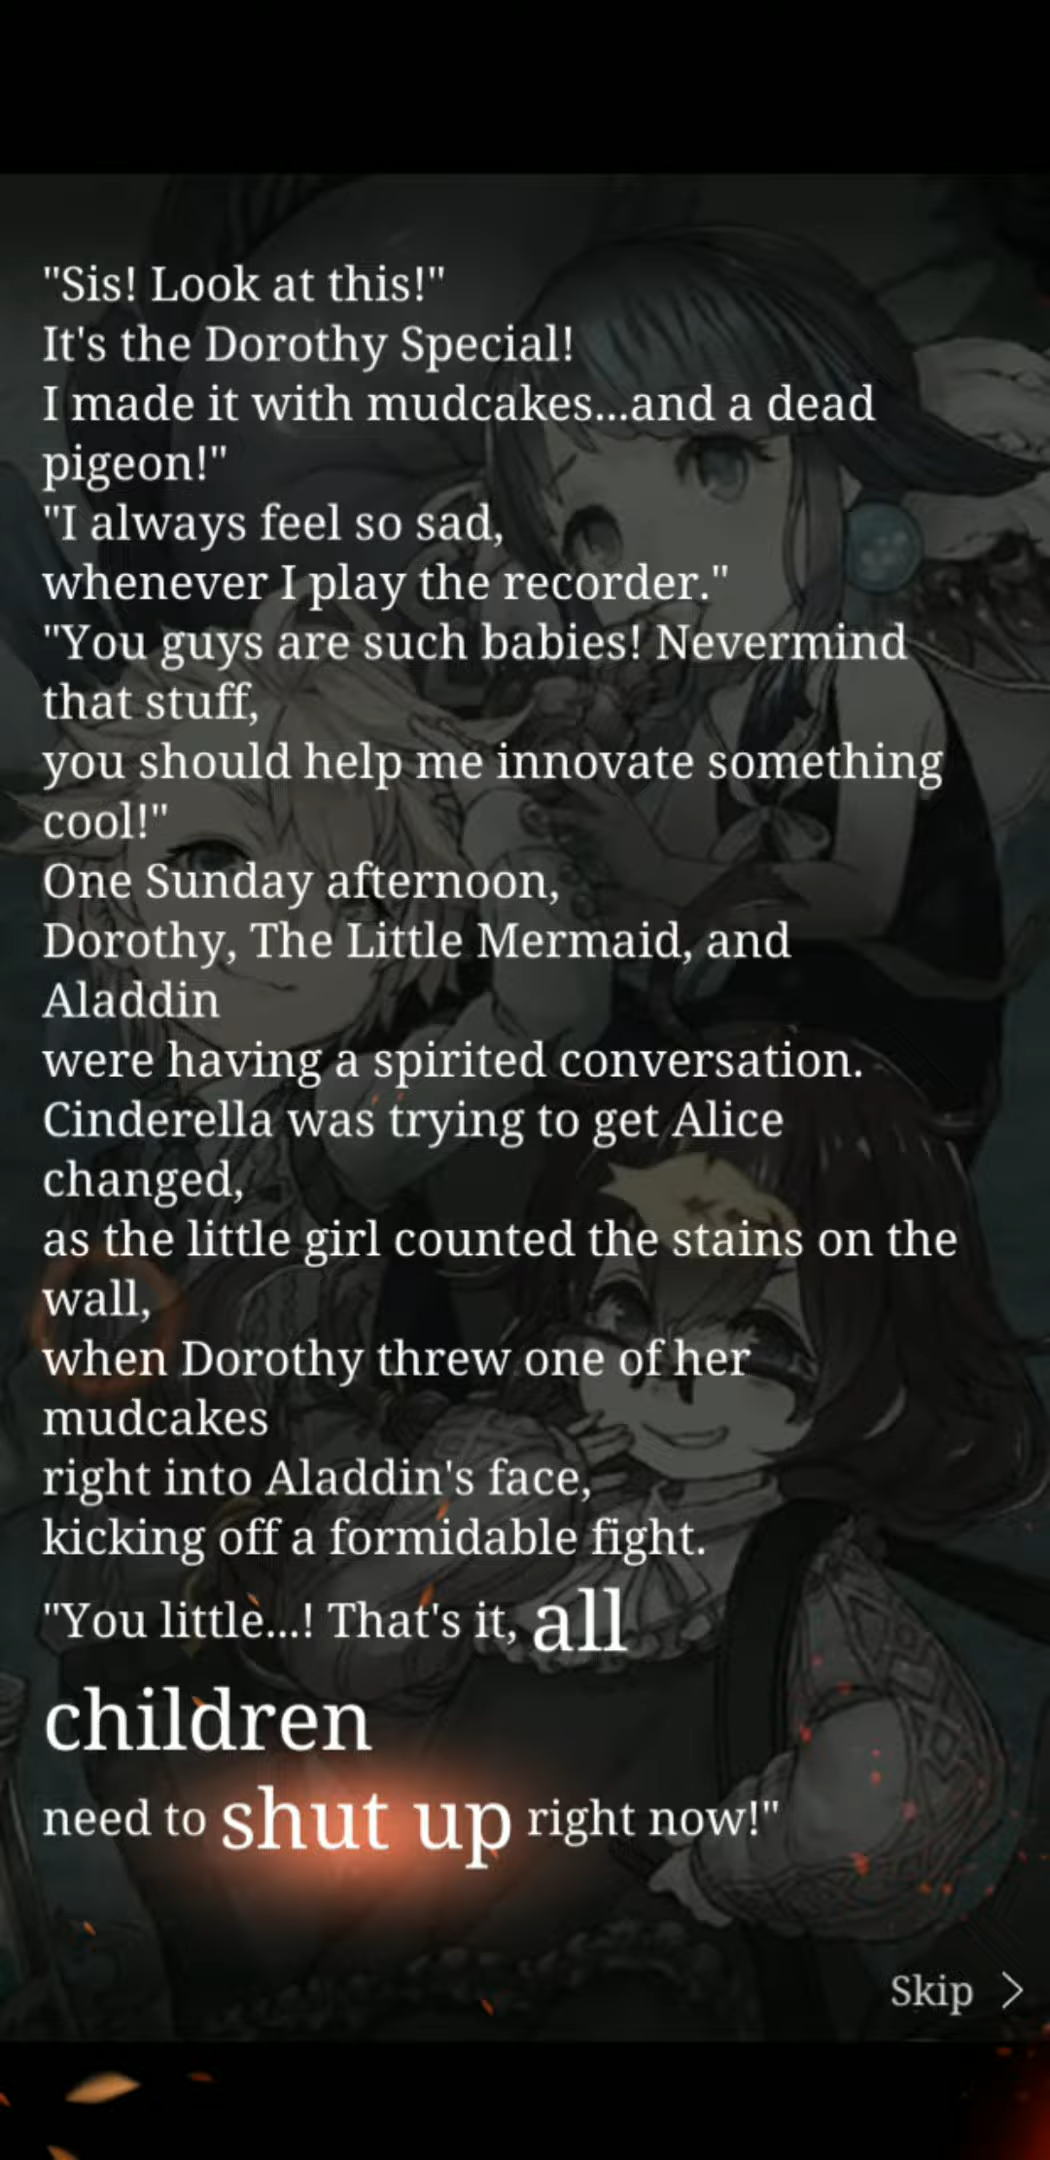 "Sis! Look at this!"
It's the Dorothy Special!
I made it with mudcakes...and a dead
pigeon!"
"I always feel so sad,
whenever I play the recorder."
"You guys are such babies! Nevermind
that stuff,
you should help me innovate something
cool!"
One Sunday afternoon,
Dorothy, The Little Mermaid, and
Aladdin
were having a spirited conversation.
Cinderella was trying to get Alice
changed,
as the little girl counted the stains on the
wall,
when Dorothy threw one of her
mudcakes
right into Aladdin's face,
kicking off a formidable fight.
"You little...! That's it, all
children
need to shut up right now!"
Skip >